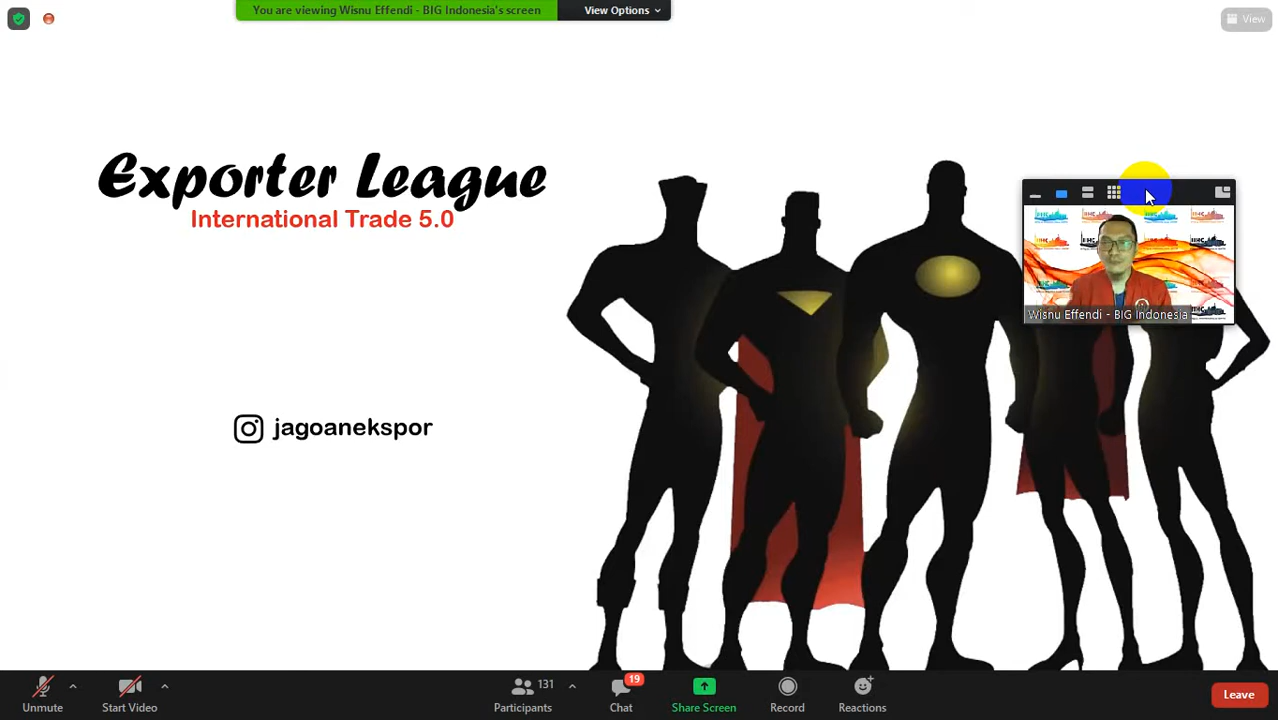 You are viewing Wisnu Effendi - BIG Indonesia's screen
View Options
View
Exporter League
International Trade 5.0
jagoanekspor
Wisnu Effendi - BIG Indonesia
Unmute
Start Video
131
Participants
19
Chat
Share Screen
Record
Reactions
Leave